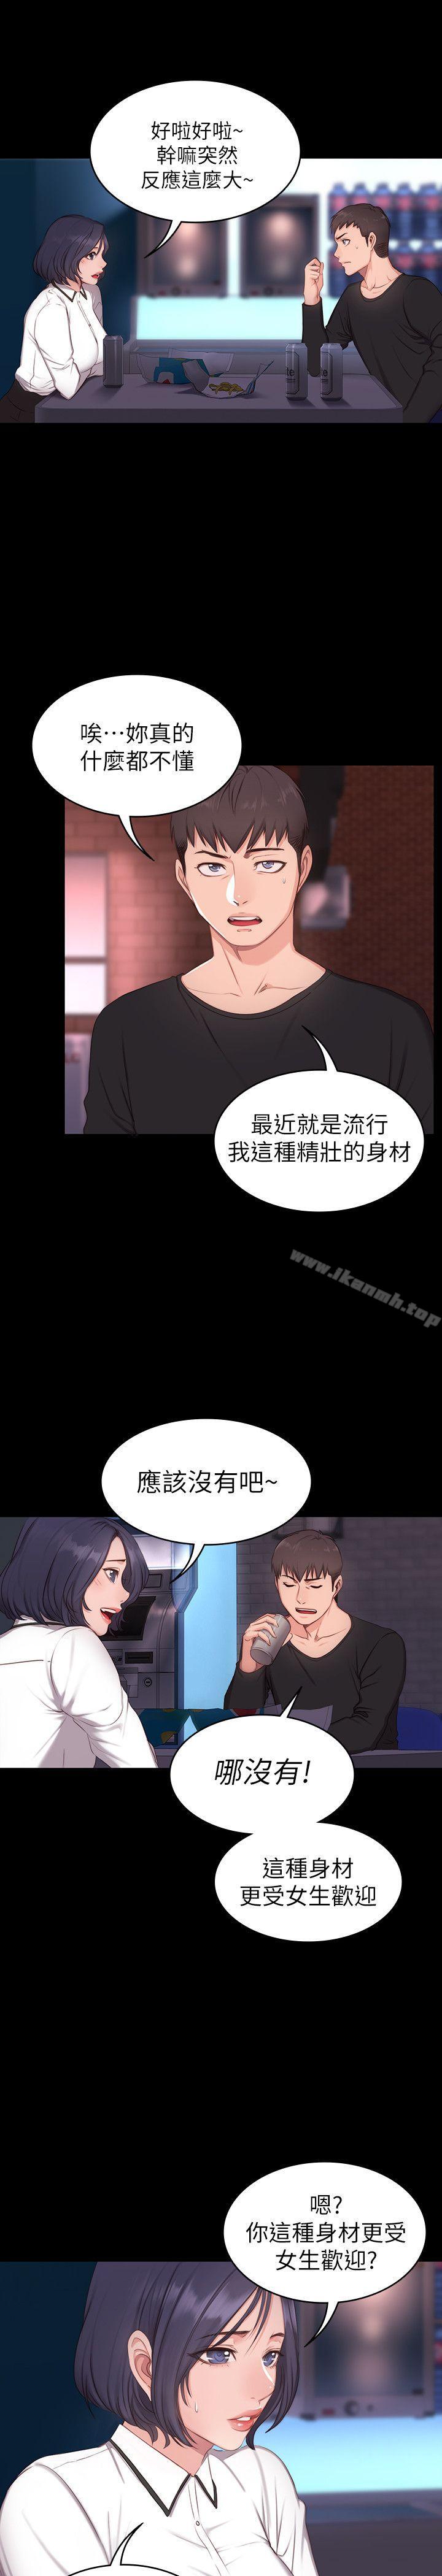 好啦好啦~
幹嘛突然
反應這麼大~
唉…妳真的
什麼都不懂
最近就是流行
我這種精壯的身材
www.ikanmh.top
應該沒有吧~
哪沒有!
這種身材
更受女生歡迎
嗯?
你這種身材更受
女生歡迎?